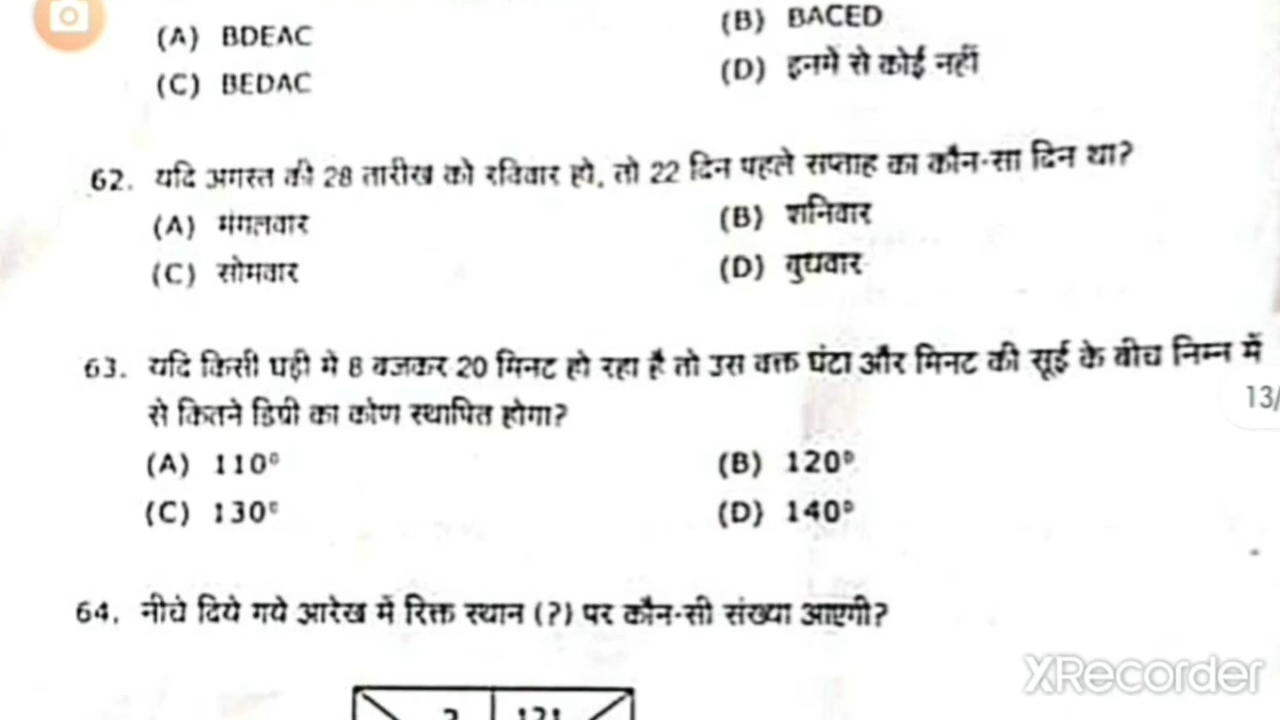 (A) BDEAC
(B) BACED
(C) BEDAC
(D) इनमें से कोई नहीं
62. यदि अगस्त की 28 तारीख को रविवार हो, तो 22 दिन पहले सप्ताह का कौन-सा दिन था?
(A) मंगलवार
(B) शनिवार
(C) सोमवार
(D) बुधवार
63. यदि किसी घड़ी में 8 बजकर 20 मिनट हो रहा है तो उस वक्त घंटा और मिनट की सूई के बीच निम्न में
से कितने डिग्री का कोण स्थापित होगा?
(A) 110°
(B) 120°
(C) 130°
(D) 140°
13/
64. नीचे दिये गये आरेख में रिक्त स्थान (?) पर कौन-सी संख्या आएगी?
? 121
XRecorder